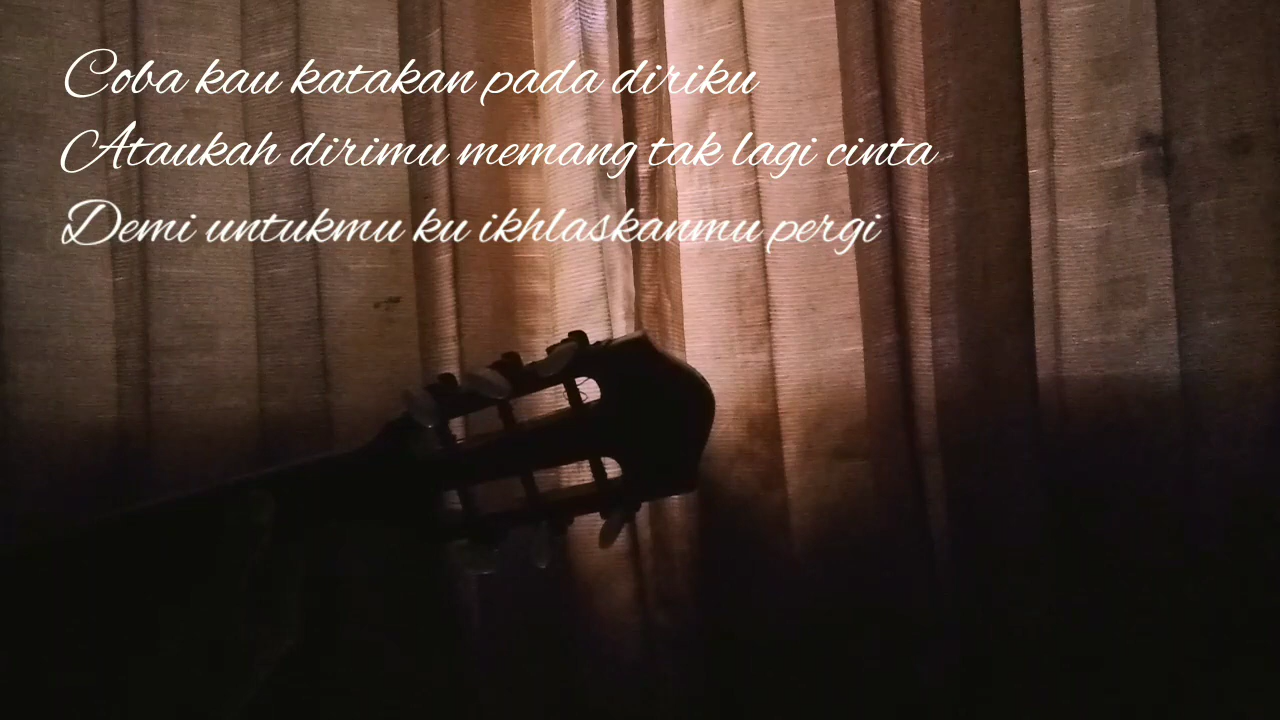 Coba kau katakan pada diriku
Ataukah dirimu memang tak lagi cinta
Demi untukmu ku ikhlaskanmu pergi